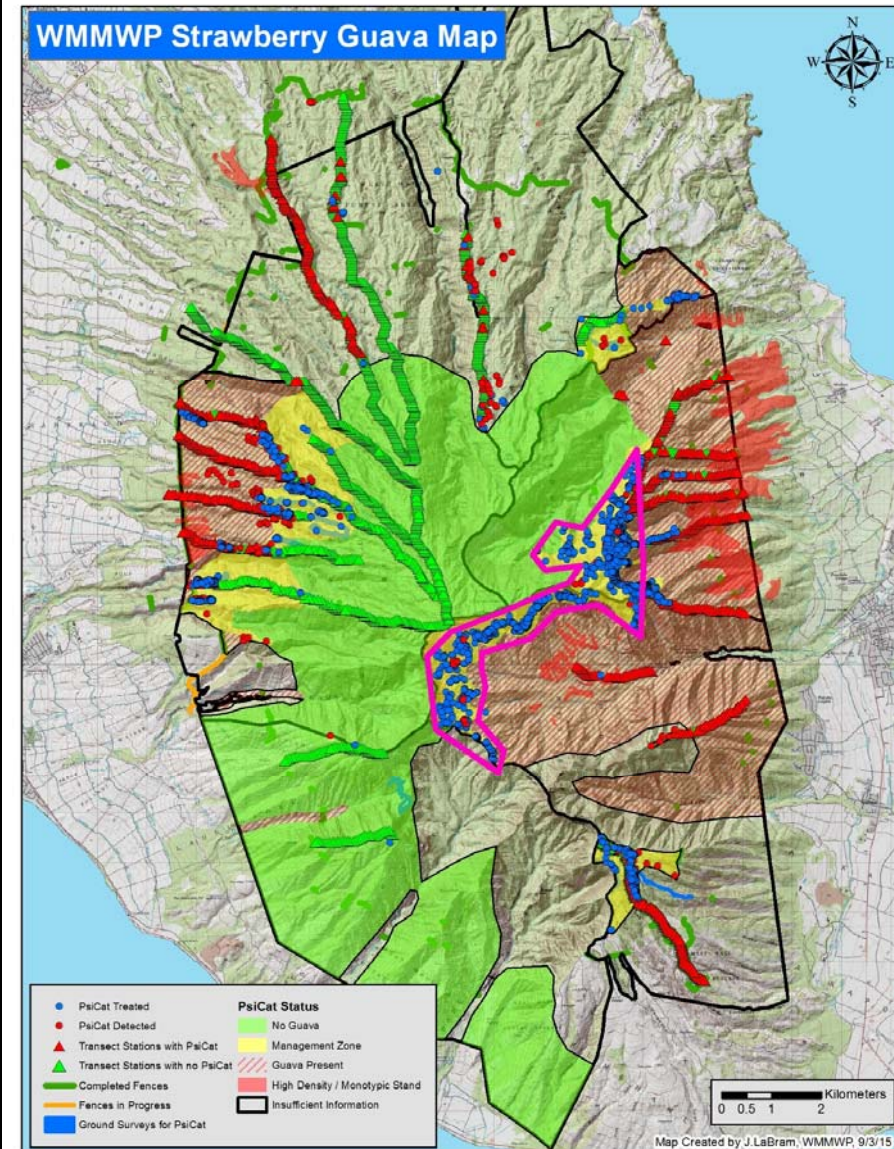 WMMWP Strawberry Guava Map
N
W
E
S
PsiCat Treated
PsiCat Detected
Transect Stations with PsiCat
Transect Stations with no PsiCat
Completed Fences
Fences in Progress
Ground Surveys for PsiCat
PsiCat Status
No Guava
Management Zone
Guava Present
High Density / Monotypic Stand
Insufficient Information
Kilometers
0 0.5 1 2
Map Created by J.LaBram, WMMWP, 9/3/15